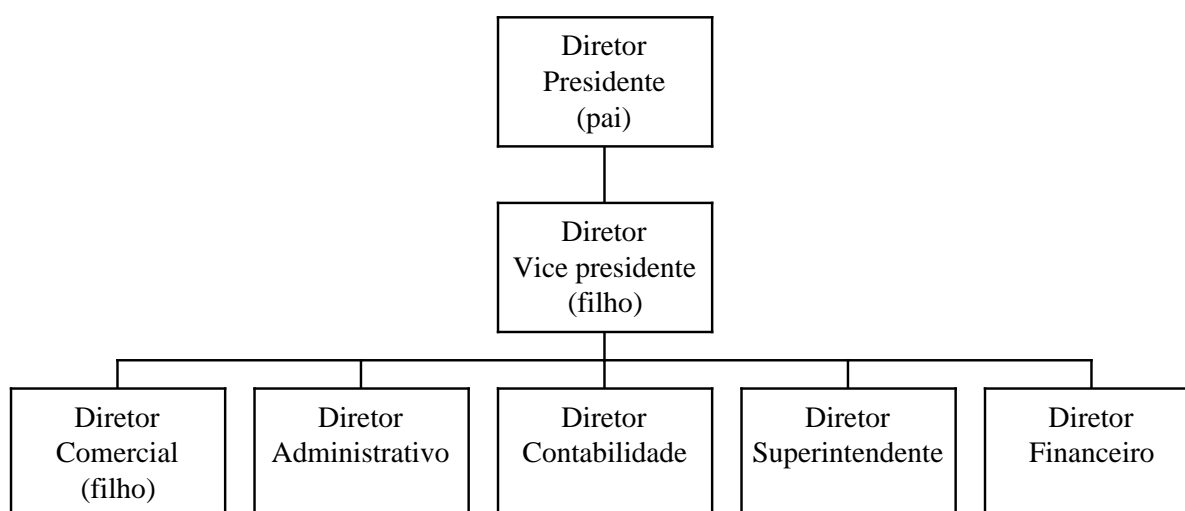 Diretor
Presidente
(pai)
Diretor
Vice presidente
(filho)
Diretor
Comercial
(filho)
Diretor
Administrativo
Diretor
Contabilidade
Diretor
Superintendente
Diretor
Financeiro